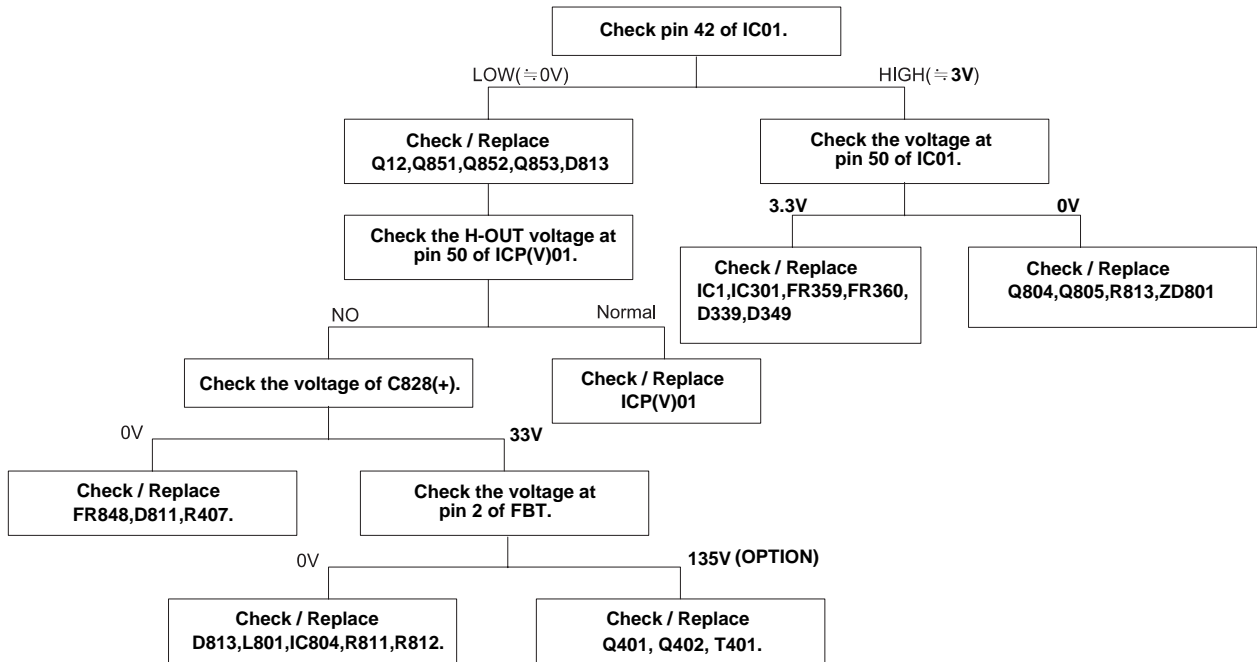 Check pin 42 of IC01.
LOW(≒0V)
HIGH(≒3V)
Check / Replace
Q12,Q851,Q852,Q853,D813
Check the voltage at
pin 50 of IC01.
3.3V
0V
Check the H-OUT voltage at
pin 50 of ICP(V)01.
Check / Replace
IC1,IC301,FR359,FR360,
D339,D349
Check / Replace
Q804,Q805,R813,ZD801
NO
Normal
Check the voltage of C828(+).
Check / Replace
ICP(V)01
0V
33V
Check / Replace
FR848,D811,R407.
Check the voltage at
pin 2 of FBT.
0V
135V (OPTION)
Check / Replace
D813,L801,IC804,R811,R812.
Check / Replace
Q401, Q402, T401.